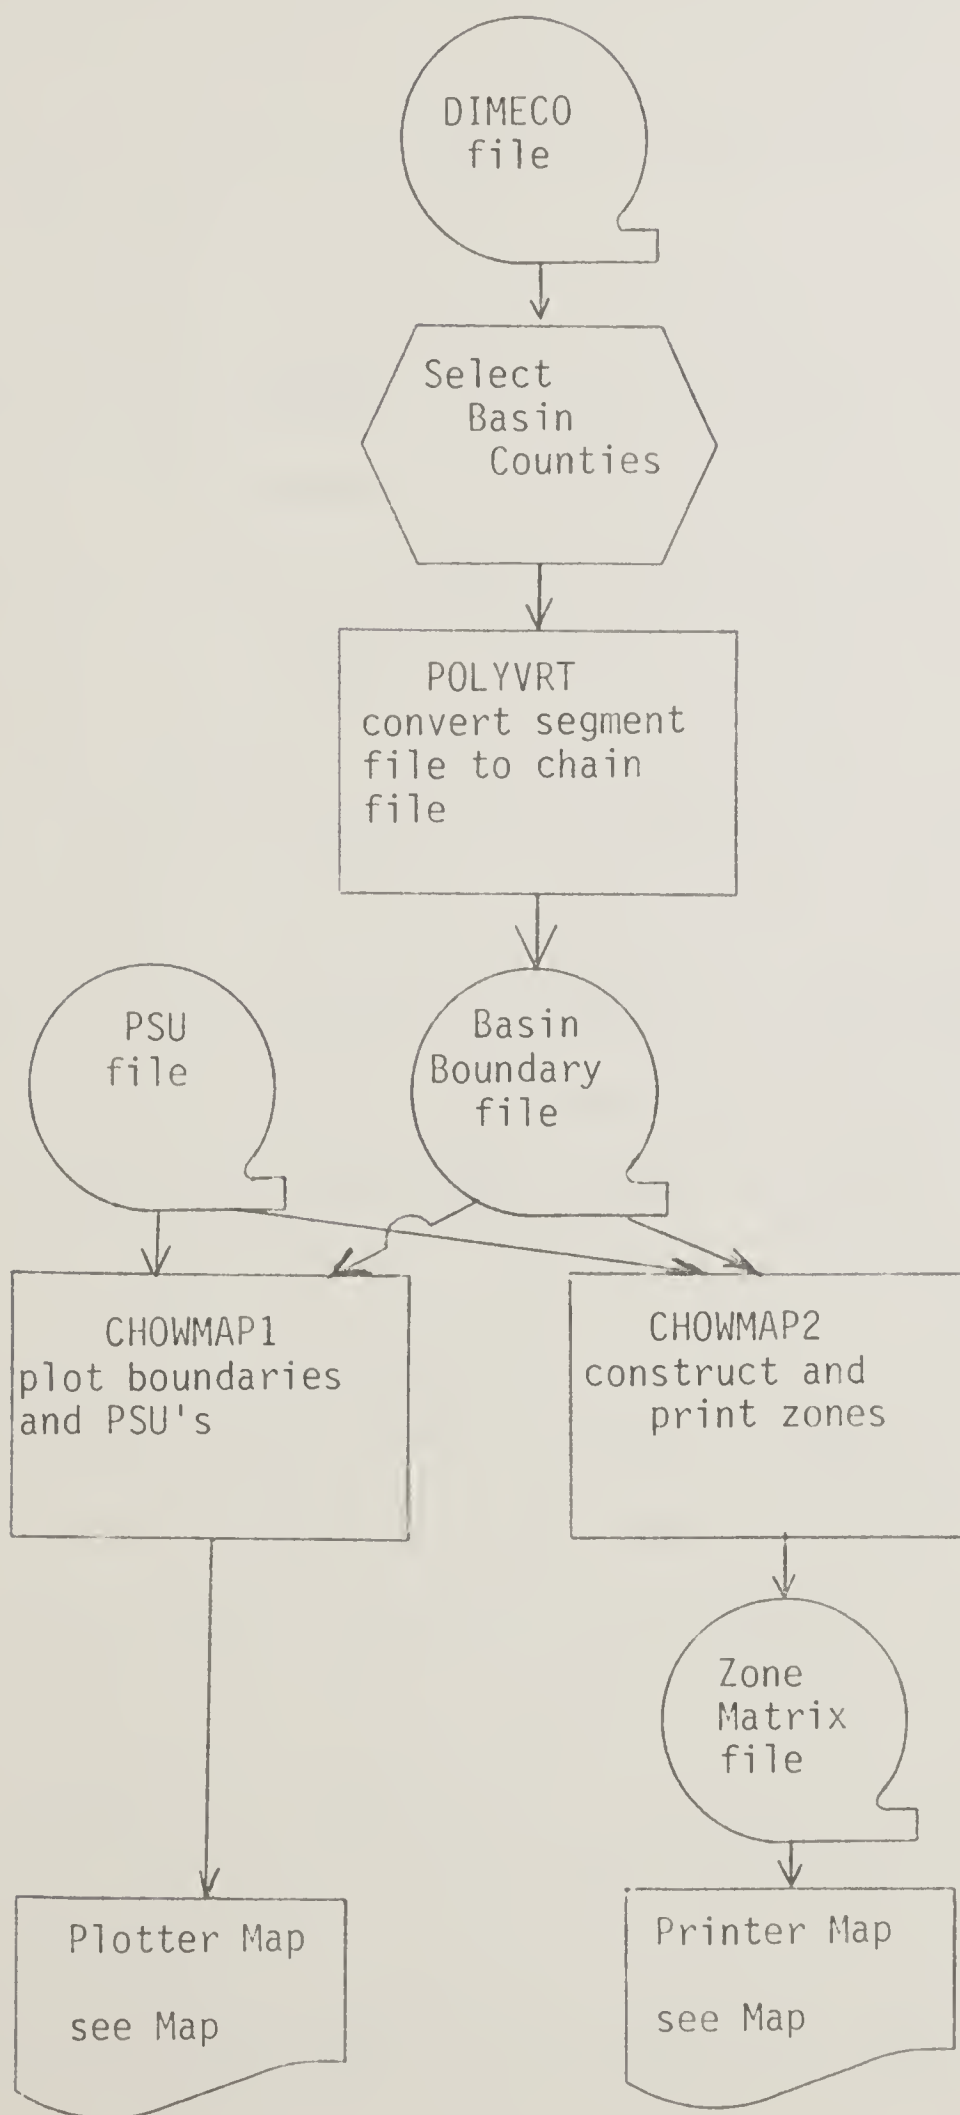 DIMECO
file
Select
Basin
Counties
POLYVRT
convert segment
file to chain
file
PSU
file
Basin
Boundary
file
CHOWMAP1
plot boundaries
and PSU's
CHOWMAP2
construct and
print zones
Zone
Matrix
file
Plotter Map
see Map
Printer Map
see Map